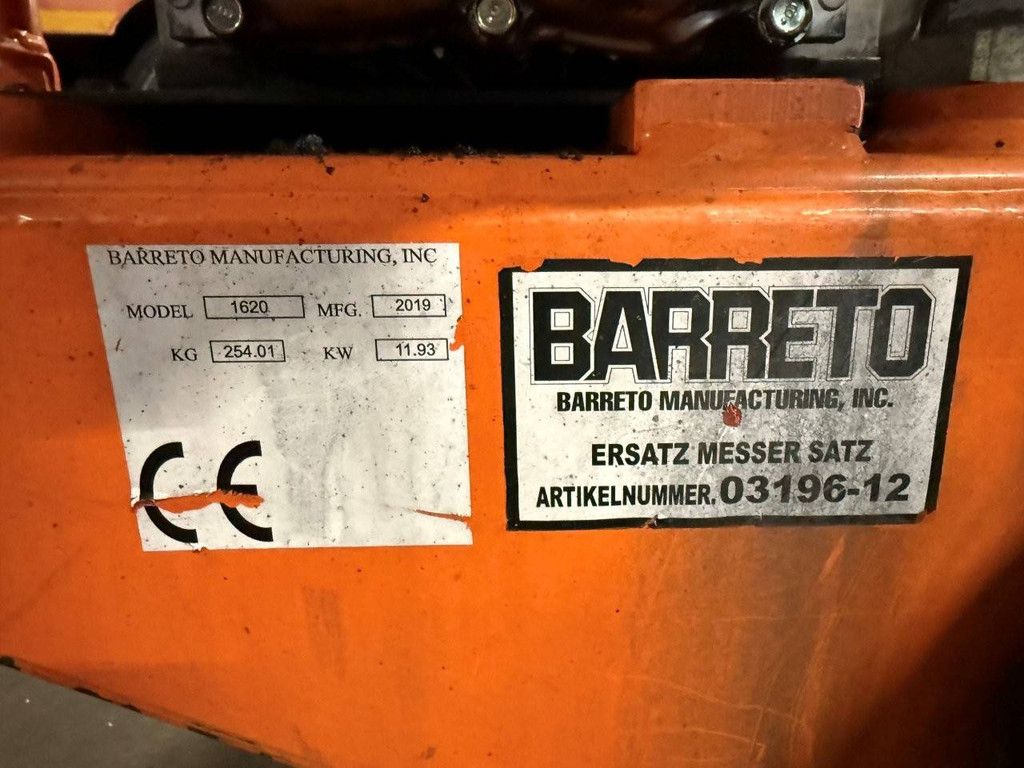 BARRETO MANUFACTURING, INC
MODEL 1620 MFG. 2019
KG 254.01 KW 11.93
CE
BARRETO
BARRETO MANUFACTURING, INC.
ERSATZ MESSER SATZ
ARTIKELNUMMER. 03196-12